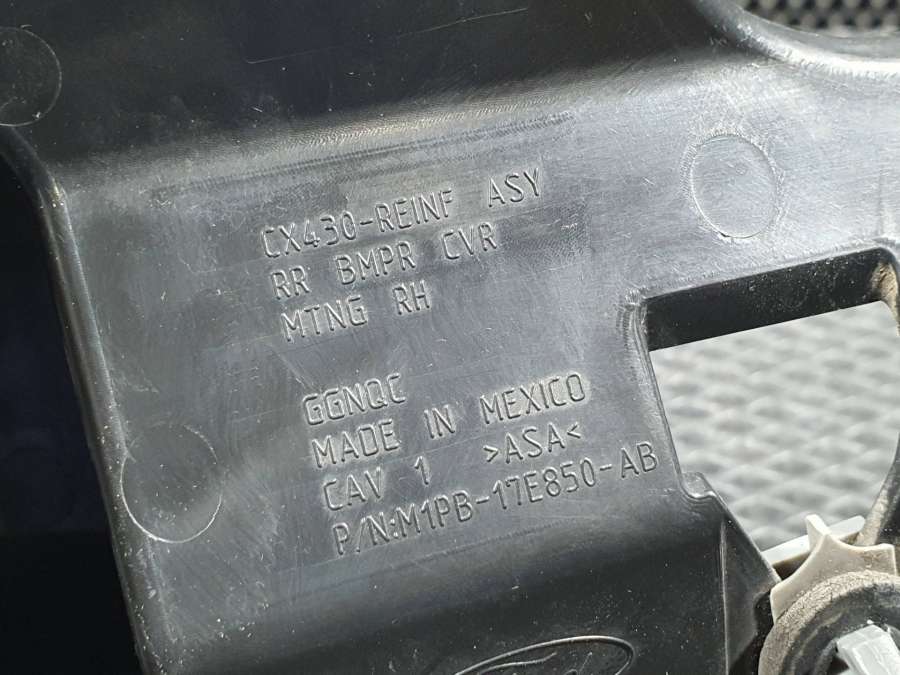 CX430-REINF ASY
RR BMPR CVR
MTNG RH
GGNQC
MADE IN MEXICO
CAV 1 >ASA<
P/N:M1PB-17E850-AB